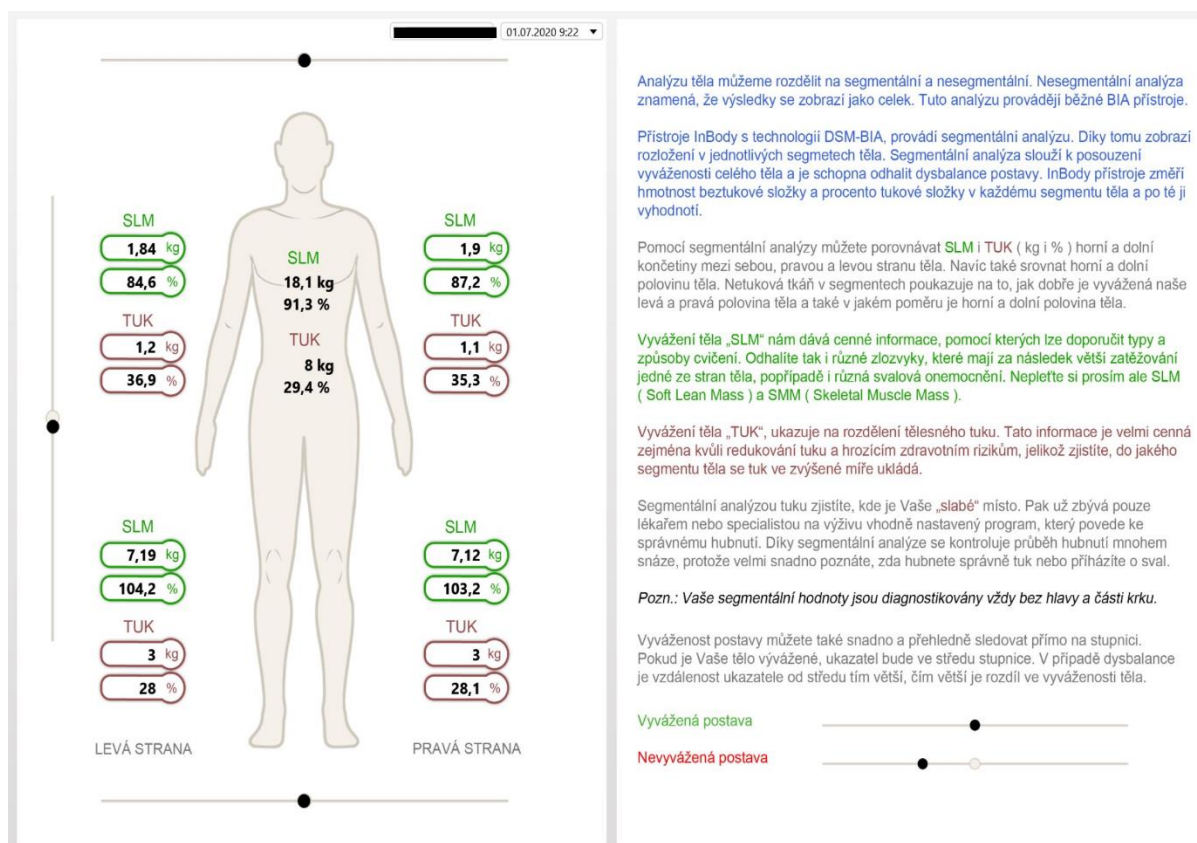 01.07.2020 9:22
SLM
1,84 kg
84,6 %
TUK
1,2 kg
36,9 %
SLM
18,1 kg
91,3 %
TUK
8 kg
29,4 %
SLM
1,9 kg
87,2 %
TUK
1,1 kg
35,3 %
SLM
7,19 kg
104,2 %
TUK
3 kg
28 %
SLM
7,12 kg
103,2 %
TUK
3 kg
28,1 %
LEVÁ STRANA
PRAVÁ STRANA
Analýzu těla můžeme rozdělit na segmentální a nesegmentální. Nesegmentální analýza
znamená, že výsledky se zobrazí jako celek. Tuto analýzu provádějí běžné BIA přístroje.
Přístroje InBody s technologií DSM-BIA, provádí segmentální analýzu. Díky tomu zobrazí
rozložení v jednotlivých segmetech těla. Segmentální analýza slouží k posouzení
vyváženosti celého těla a je schopna odhalit dysbalance postavy. InBody přístroje změří
hmotnost beztukové složky a procento tukové složky v každému segmentu těla a po té ji
vyhodnotí.
Pomocí segmentální analýzy můžete porovnávat SLM i TUK ( kg i % ) horní a dolní
končetiny mezi sebou, pravou a levou stranu těla. Navíc také srovnat horní a dolní
polovinu těla. Netuková tkáň v segmentech poukazuje na to, jak dobře je vyvážená naše
levá a pravá polovina těla a také v jakém poměru je horní a dolní polovina těla.
Vyvážení těla „SLM" nám dává cenné informace, pomocí kterých lze doporučit typy a
způsoby cvičení. Odhalíte tak i různé zlozvyky, které mají za následek větší zatěžování
jedné ze stran těla, popřípadě i různá svalová onemocnění. Nepleťte si prosím ale SLM
( Soft Lean Mass ) a SMM ( Skeletal Muscle Mass ).
Vyvážení těla „TUK", ukazuje na rozdělení tělesného tuku. Tato informace je velmi cenná
zejména kvůli redukování tuku a hrozícím zdravotním rizikům, jelikož zjistíte, do jakého
segmentu těla se tuk ve zvýšené míře ukládá.
Segmentální analýzou tuku zjistíte, kde je Vaše „slabé" místo. Pak už zbývá pouze
lékařem nebo specialistou na výživu vhodně nastavený program, který povede ke
správnému hubnutí. Díky segmentální analýze se kontroluje průběh hubnutí mnohem
snáze, protože velmi snadno poznáte, zda hubnete správně tuk nebo příházíte o sval.
Pozn.: Vaše segmentální hodnoty jsou diagnostikovány vždy bez hlavy a části krku.
Vyváženost postavy můžete také snadno a přehledně sledovat přímo na stupnici.
Pokud je Vaše tělo vývážené, ukazatel bude ve středu stupnice. V případě dysbalance
je vzdálenost ukazatele od středu tím větší, čím větší je rozdíl ve vyváženosti těla.
Vyvážená postava
Nevyvážená postava